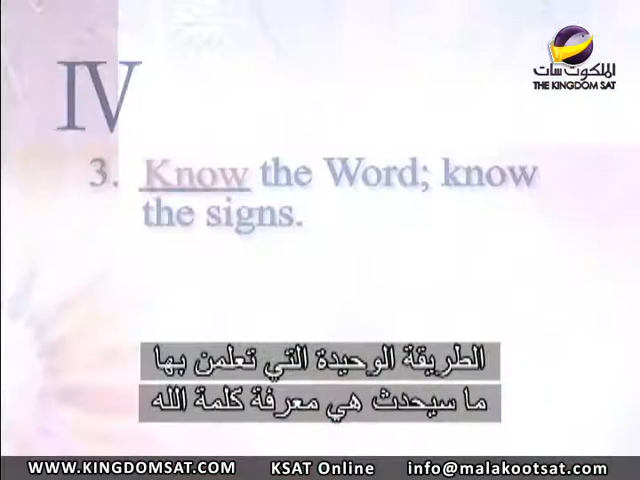 الملكوت سات
THE KINGDOM SAT
IV
3. Know the Word; know
the signs.
الطريقة الوحيدة التي تعلمن بها
ما سيحدث هي معرفة كلمة الله
WWW.KINGDOMSAT.COM KSAT Online info@malakootsat.com